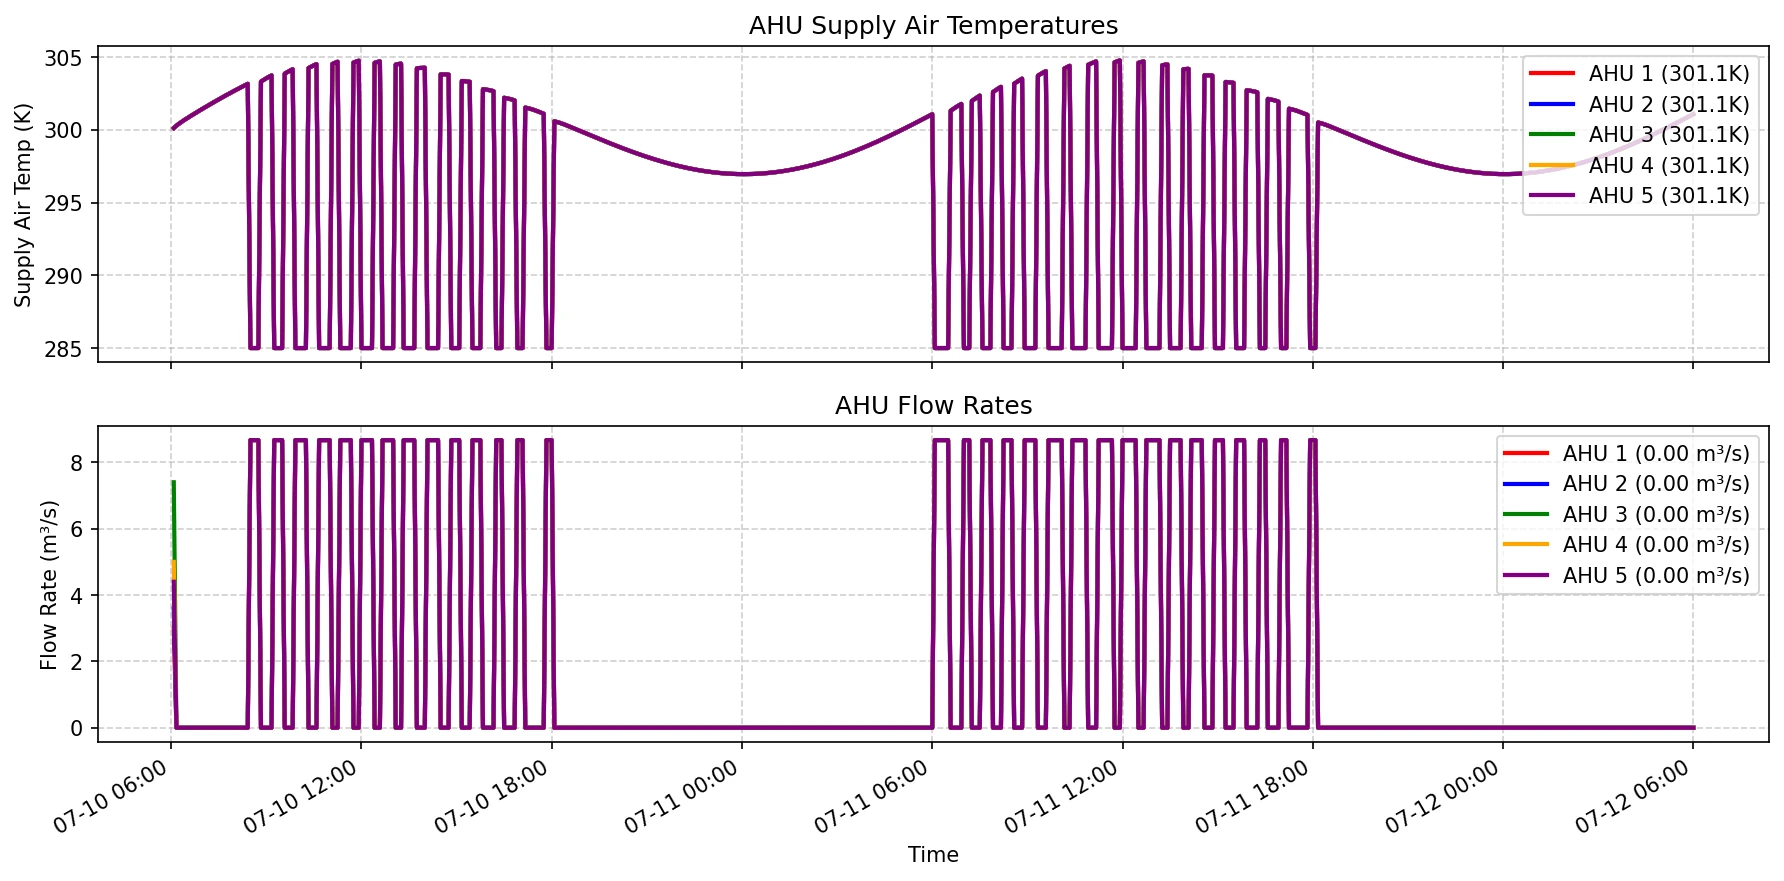 AHU Supply Air Temperatures
Supply Air Temp (K)
305
300
295
290
285
AHU 1 (301.1K)
AHU 2 (301.1K)
AHU 3 (301.1K)
AHU 4 (301.1K)
AHU 5 (301.1K)
AHU Flow Rates
Flow Rate (m³/s)
8
6
4
2
0
AHU 1 (0.00 m³/s)
AHU 2 (0.00 m³/s)
AHU 3 (0.00 m³/s)
AHU 4 (0.00 m³/s)
AHU 5 (0.00 m³/s)
07-10 06:00
07-10 12:00
07-10 18:00
07-11 00:00
07-11 06:00
07-11 12:00
07-11 18:00
07-12 00:00
07-12 06:00
Time